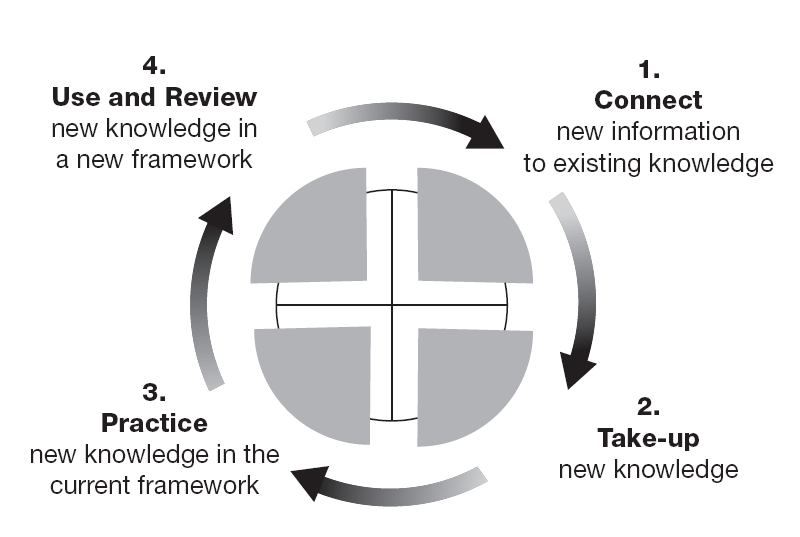 1.
Connect
new information
to existing knowledge
2.
Take-up
new knowledge
3.
Practice
new knowledge in the
current framework
4.
Use and Review
new knowledge in
a new framework